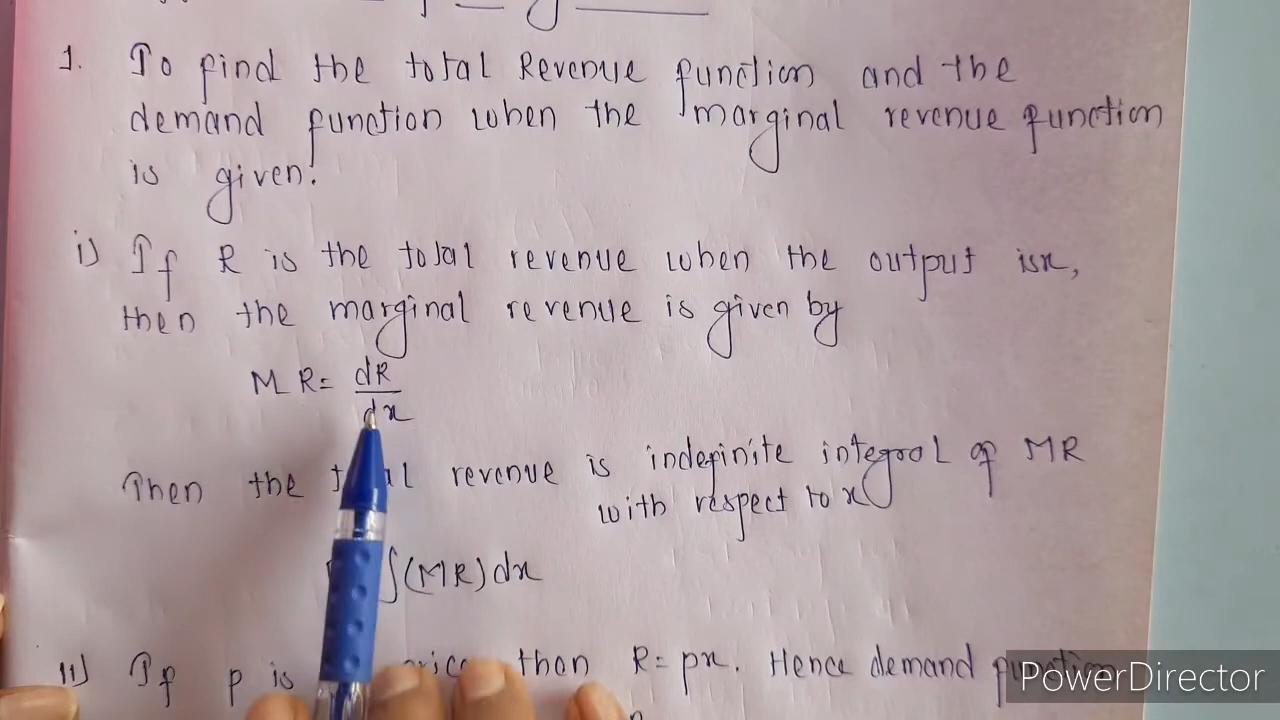 1. To find the total Revenue function and the
demand function when the marginal revenue function
is given.
i) If R is the total revenue when the output is x,
then the marginal revenue is given by
MR = dR/dx
Then the revenue is indefinite integral of MR
with respect to x
∫(MR)dx
ii) If p is then R = px. Hence demand function
PowerDirector